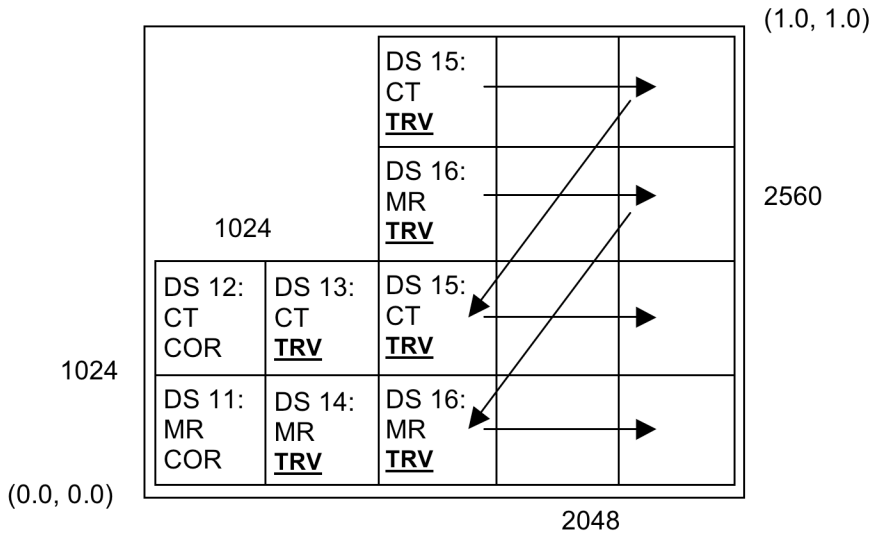 (1.0, 1.0)
DS 15:
CT
TRV
DS 16:
MR
TRV
2560
1024
DS 12:
CT
COR
DS 13:
CT
TRV
DS 15:
CT
TRV
1024
DS 11:
MR
COR
DS 14:
MR
TRV
DS 16:
MR
TRV
(0.0, 0.0)
2048